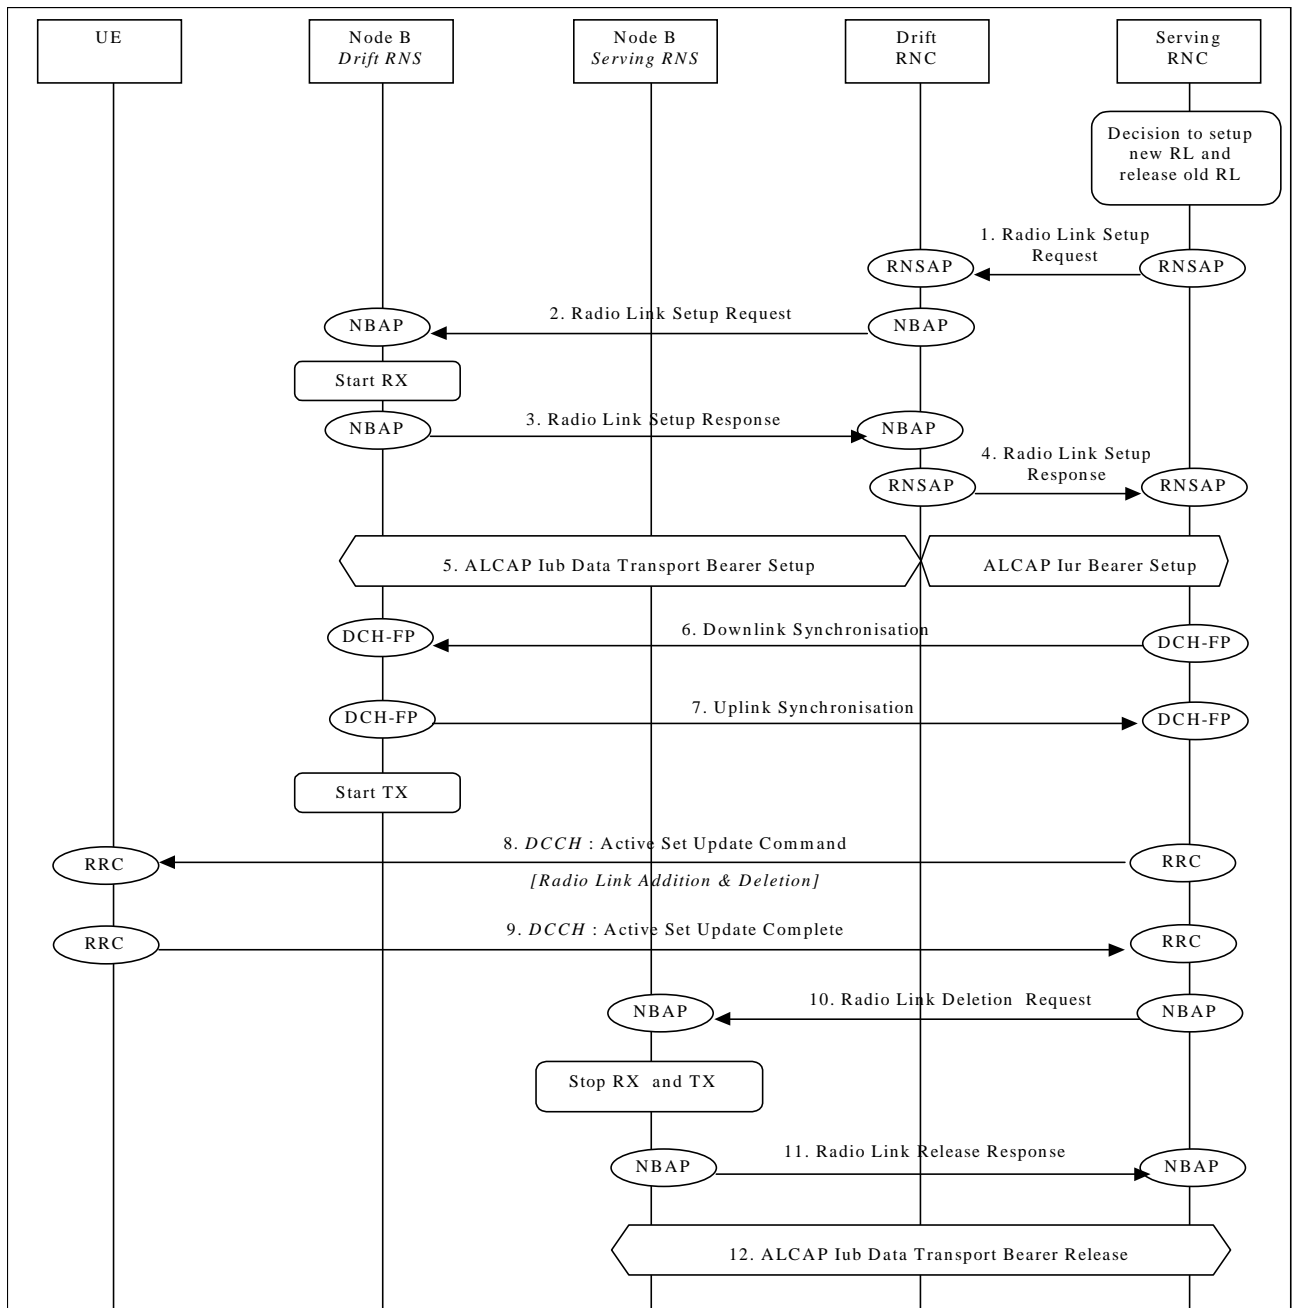 UE
Node B
Drift RNS
Node B
Serving RNS
Drift
RNC
Serving
RNC
Decision to setup
new RL and
release old RL
1. Radio Link Setup
Request
RNSAP
RNSAP
2. Radio Link Setup Request
NBAP
NBAP
Start RX
3. Radio Link Setup Response
NBAP
NBAP
4. Radio Link Setup
Response
RNSAP
RNSAP
5. ALCAP Iub Data Transport Bearer Setup
ALCAP Iur Bearer Setup
6. Downlink Synchronisation
DCH-FP
DCH-FP
7. Uplink Synchronisation
DCH-FP
DCH-FP
Start TX
8. DCCH : Active Set Update Command
RRC
RRC
[Radio Link Addition & Deletion]
9. DCCH : Active Set Update Complete
RRC
RRC
10. Radio Link Deletion Request
NBAP
NBAP
Stop RX and TX
11. Radio Link Release Response
NBAP
NBAP
12. ALCAP Iub Data Transport Bearer Release